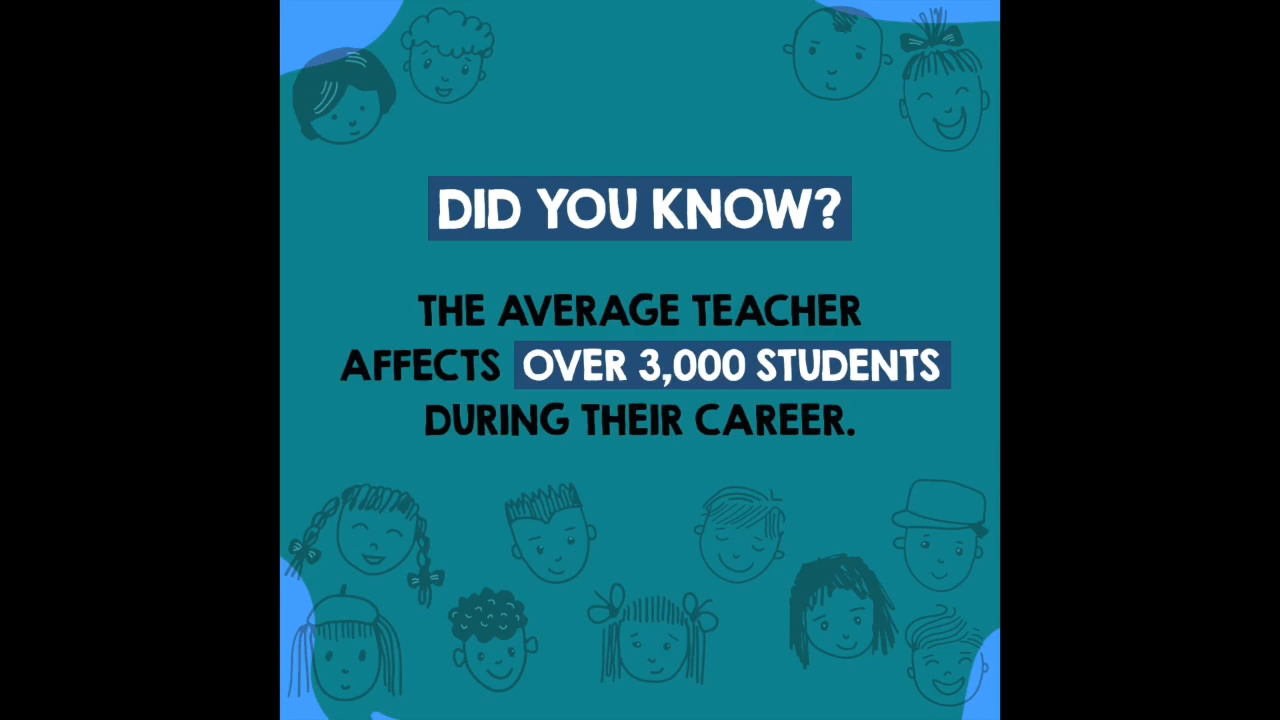 DID YOU KNOW?
THE AVERAGE TEACHER
AFFECTS OVER 3,000 STUDENTS
DURING THEIR CAREER.